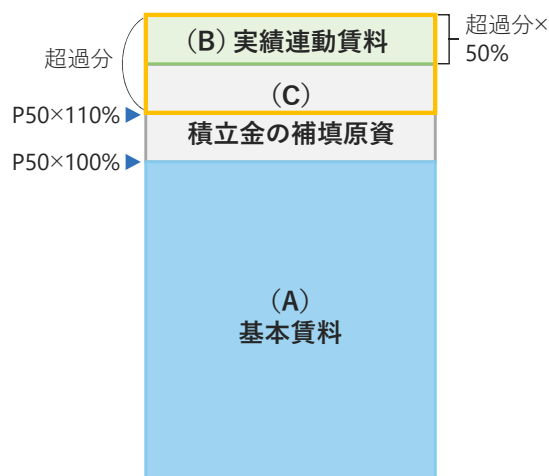 (B) 実績連動賃料
超過分×
50%
超過分
(C)
P50×110%
積立金の補填原資
P50×100%
(A)
基本賃料